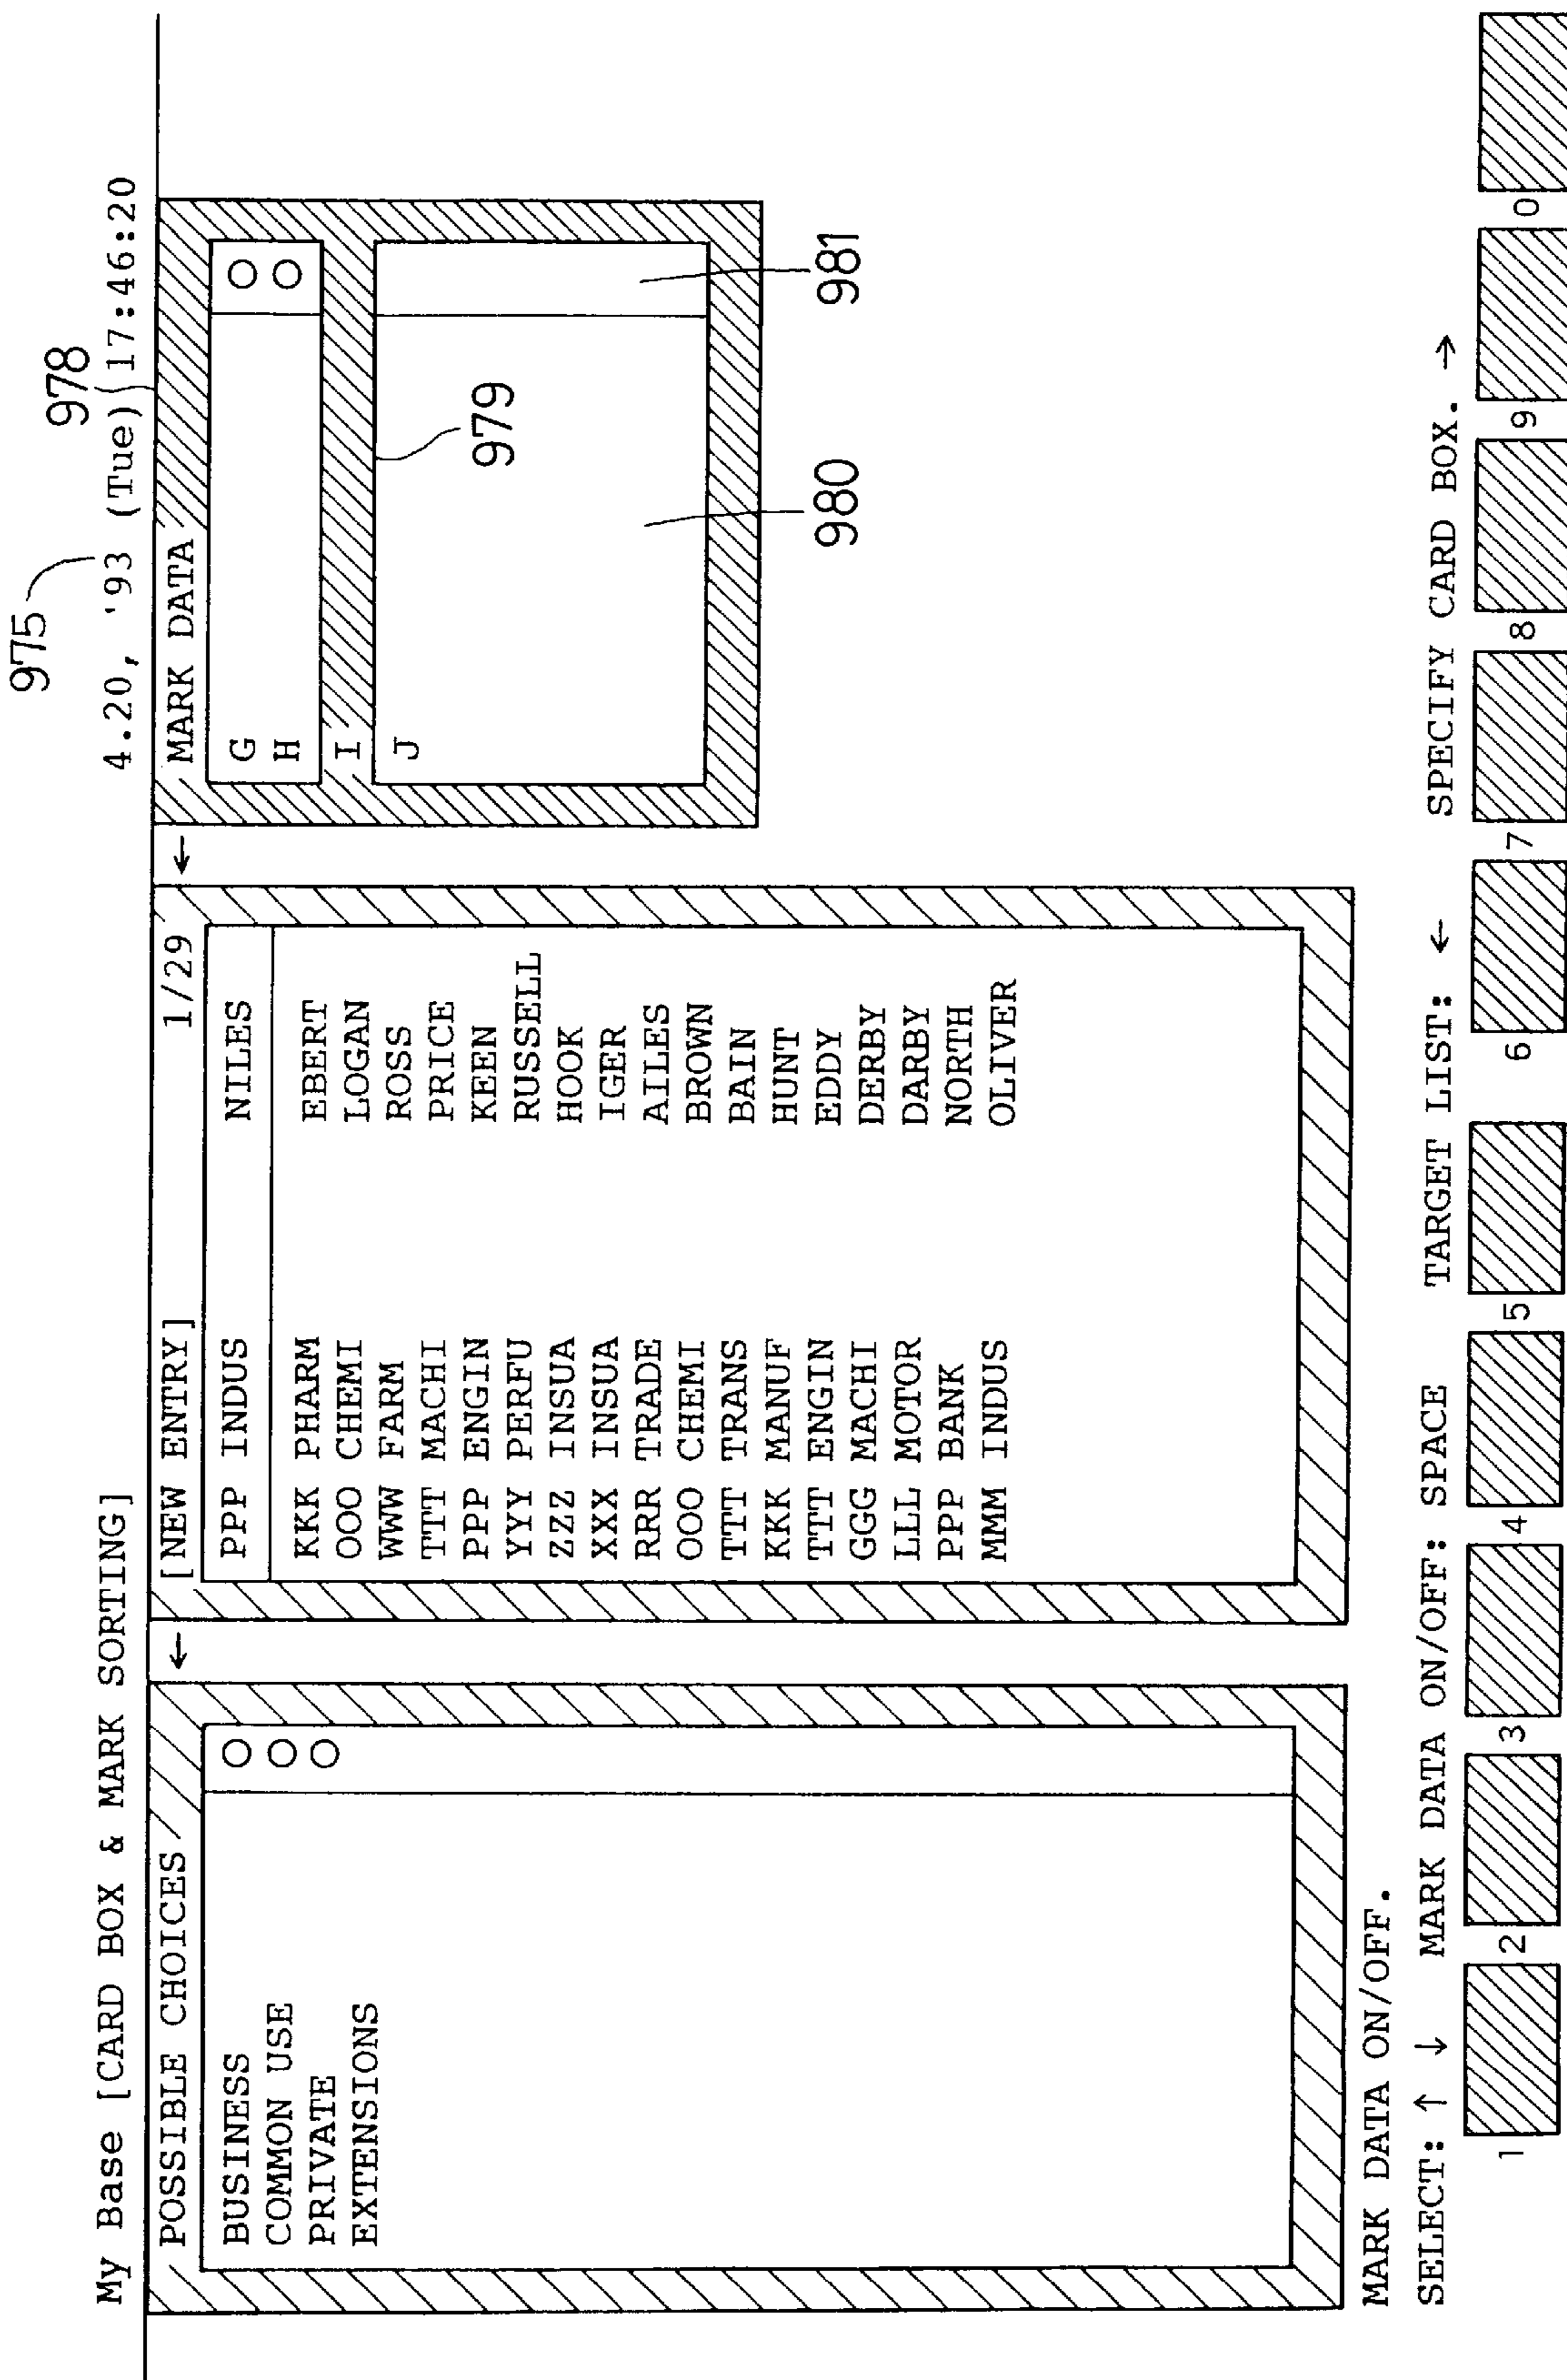 975
978
My Base [CARD BOX & MARK SORTING]
4.20, '93 (Tue) 17:46:20
POSSIBLE CHOICES
BUSINESS ○
COMMON USE ○
PRIVATE ○
EXTENSIONS
←
[NEW ENTRY] 1/29
PPP INDUS NILES
KKK PHARM EBERT
OOO CHEMI LOGAN
WWW FARM ROSS
TTT MACHI PRICE
PPP ENGIN KEEN
YYY PERFU RUSSELL
ZZZ INSUA HOOK
XXX INSUA IGER
RRR TRADE AILES
OOO CHEMI BROWN
TTT TRANS BAIN
KKK MANUF HUNT
TTT ENGIN EDDY
GGG MACHI DERBY
LLL MOTOR DARBY
PPP BANK NORTH
MMM INDUS OLIVER
←
MARK DATA
G ○
H ○
I
J
979
980
981
MARK DATA ON/OFF.
SELECT: ↑ ↓ MARK DATA ON/OFF: SPACE TARGET LIST: ← SPECIFY CARD BOX. →
1 2 3 4 5 6 7 8 9 0